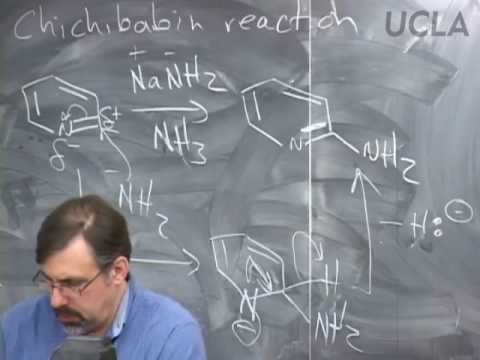 Chichibabin reaction
UCLA
+ -
NaNH2
NH3
N
δ-
δ+
-
NH2
N
NH2
- H: -
N
-
H
NH2